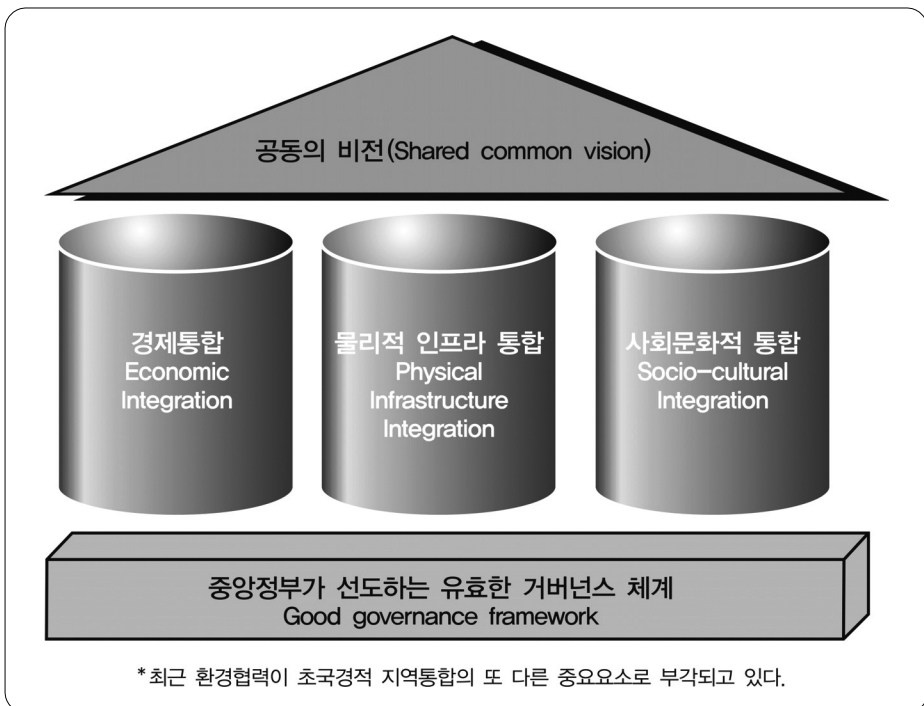 공동의 비전(Shared common vision)
경제통합
Economic
Integration
물리적 인프라 통합
Physical
Infrastructure
Integration
사회문화적 통합
Socio-cultural
Integration
중앙정부가 선도하는 유효한 거버넌스 체계
Good governance framework
*최근 환경협력이 초국경적 지역통합의 또 다른 중요요소로 부각되고 있다.